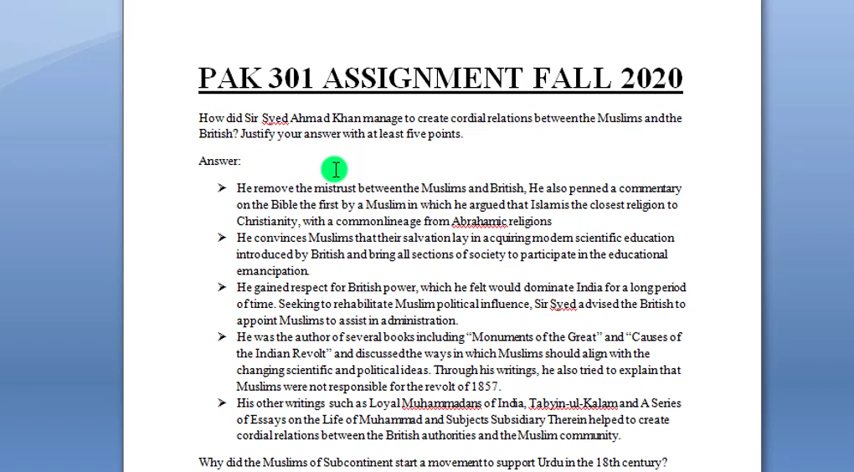 PAK 301 ASSIGNMENT FALL 2020
How did Sir Syed Ahmad Khan manage to create cordial relations between the Muslims and the
British? Justify your answer with at least five points.
Answer:
He remove the mistrust between the Muslims and British, He also penned a commentary
on the Bible the first by a Muslim in which he argued that Islam is the closest religion to
Christianity, with a common lineage from Abrahamic religions
He convinces Muslims that their salvation lay in acquiring modern scientific education
introduced by British and bring all sections of society to participate in the educational
emancipation.
He gained respect for British power, which he felt would dominate India for a long period
of time. Seeking to rehabilitate Muslim political influence, Sir Syed advised the British to
appoint Muslims to assist in administration.
He was the author of several books including “Monuments of the Great” and “Causes of
the Indian Revolt” and discussed the ways in which Muslims should align with the
changing scientific and political ideas. Through his writings, he also tried to explain that
Muslims were not responsible for the revolt of 1857.
His other writings such as Loyal Muhammadans of India, Tabyin-ul-Kalam and A Series
of Essays on the Life of Muhammad and Subjects Subsidiary Therein helped to create
cordial relations between the British authorities and the Muslim community.
Why did the Muslims of Subcontinent start a movement to support Urdu in the 18th century?